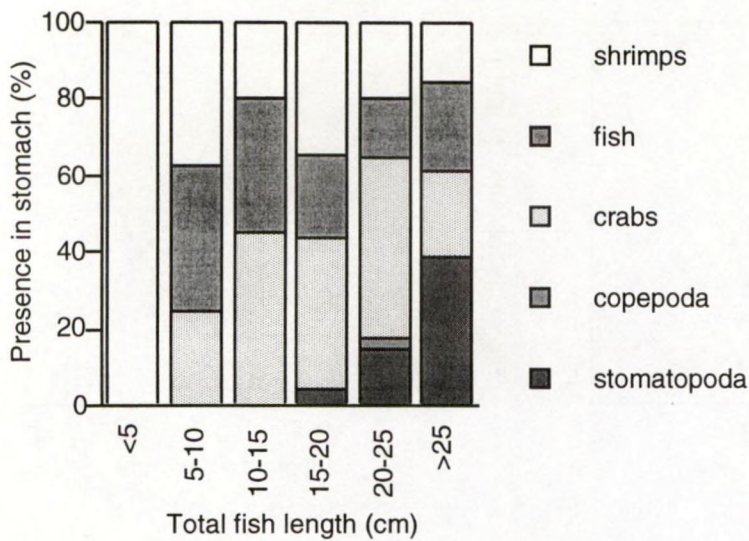 Presence in stomach (%)
100
80
60
40
20
0
<5
5-10
10-15
15-20
20-25
>25
Total fish length (cm)
shrimps
fish
crabs
copepoda
stomatopoda